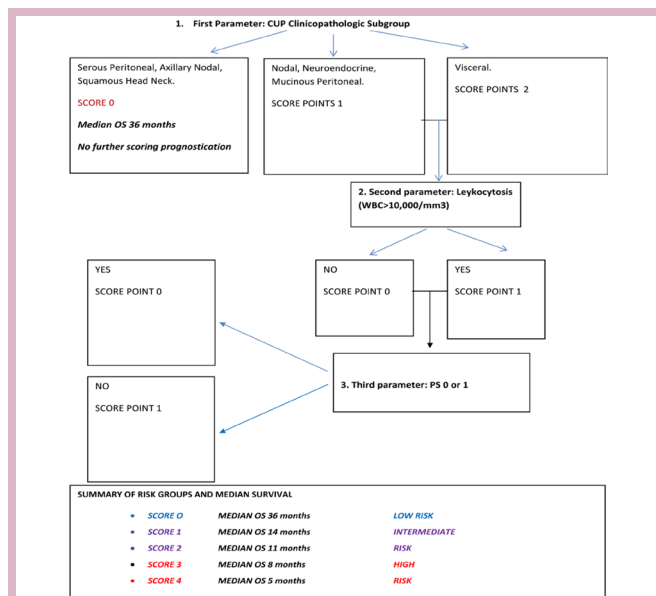 1. First Parameter: CUP Clinicopathologic Subgroup
Serous Peritoneal, Axillary Nodal,
Squamous Head Neck.
SCORE 0
Median OS 36 months
No further scoring prognostication
Nodal, Neuroendocrine,
Mucinous Peritoneal.
SCORE POINTS 1
Visceral.
SCORE POINTS 2
2. Second parameter: Leykocytosis
(WBC>10,000/mm3)
NO
SCORE POINT 0
YES
SCORE POINT 1
3. Third parameter: PS 0 or 1
YES
SCORE POINT 0
NO
SCORE POINT 1
SUMMARY OF RISK GROUPS AND MEDIAN SURVIVAL
• SCORE O MEDIAN OS 36 months LOW RISK
• SCORE 1 MEDIAN OS 14 months INTERMEDIATE
• SCORE 2 MEDIAN OS 11 months RISK
• SCORE 3 MEDIAN OS 8 months HIGH
• SCORE 4 MEDIAN OS 5 months RISK